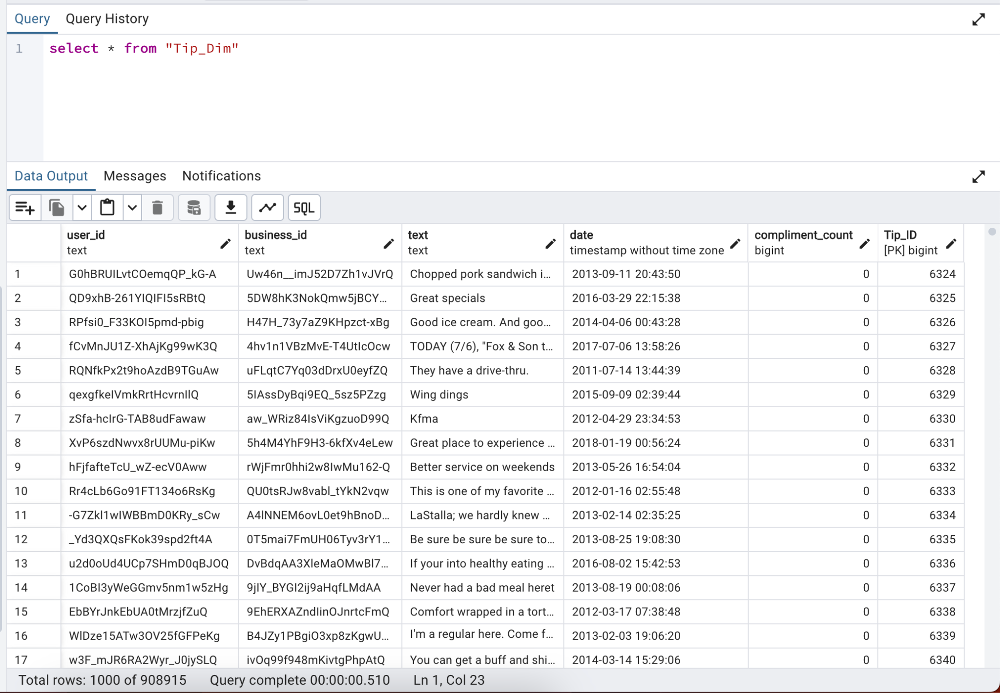 Query Query History
1 select * from "Tip_Dim"
Data Output Messages Notifications
SQL
user_id business_id text date compliment_count Tip_ID
text text text timestamp without time zone bigint [PK] bigint
1 G0hBRUILvtCOemqQP_kG-A Uw46n__imJ52D7Zh1vJVrQ Chopped pork sandwich i... 2013-09-11 20:43:50 0 6324
2 QD9xhB-261YIQIFI5sRBtQ 5DW8hK3NokQmw5jBCY... Great specials 2016-03-29 22:15:38 0 6325
3 RPfsi0_F33KOI5pmd-pbig H47H_73y7aZ9KHpzct-xBg Good ice cream. And goo... 2014-04-06 00:43:28 0 6326
4 fCvMnJU1Z-XhAjKg99wK3Q 4hv1n1VBzMvE-T4UtIcOcw TODAY (7/6), "Fox & Son t... 2017-07-06 13:58:26 0 6327
5 RQNfkPx2t9hoAzdB9TGuAw uFLqtC7Yq03dDrxU0eyfZQ They have a drive-thru. 2011-07-14 13:44:39 0 6328
6 qexgfkeIVmkRrtHcvrnIlQ 5IAssDyBqi9EQ_5sz5PZzg Wing dings 2015-09-09 02:39:44 0 6329
7 zSfa-hcIrG-TAB8udFawaw aw_WRiz84IsViKgzuoD99Q Kfma 2012-04-29 23:34:53 0 6330
8 XvP6szdNwvx8rUUMu-piKw 5h4M4YhF9H3-6kfXv4eLew Great place to experience ... 2018-01-19 00:56:24 0 6331
9 hFjfafteTcU_wZ-ecV0Aww rWjFmr0hhi2w8IwMu162-Q Better service on weekends 2013-05-26 16:54:04 0 6332
10 Rr4cLb6Go91FT134o6RsKg QU0tsRJw8vabl_tYkN2vqw This is one of my favorite ... 2012-01-16 02:55:48 0 6333
11 -G7Zkl1wIWBBmD0KRy_sCw A4lNNEM6ovL0et9hBnoD... LaStalla; we hardly knew ... 2013-02-14 02:35:25 0 6334
12 _Yd3QXQsFKok39spd2ft4A 0T5mai7FmUH06Tyv3rY1... Be sure be sure be sure to... 2013-08-25 19:08:30 0 6335
13 u2d0oUd4UCp7SHmD0qBJOQ DvBdqAA3XleMaOMwBl7... If your into healthy eating ... 2016-08-02 15:42:53 0 6336
14 1CoBI3yWeGGmv5nm1w5zHg 9jIY_BYGI2ij9aHqfLMdAA Never had a bad meal heret 2013-08-19 00:08:06 0 6337
15 EbBYrJnkEbUA0tMrzjfZuQ 9EhERXAZndIinOJnrtcFmQ Comfort wrapped in a tort... 2012-03-17 07:38:48 0 6338
16 WlDze15ATw3OV25fGFPeKg B4JZy1PBgiO3xp8zKgwU... I'm a regular here. Come f... 2013-02-03 19:06:20 0 6339
17 w3F_mJR6RA2Wyr_J0jySLQ ivOq99f948mKivtgPhpAtQ You can get a buff and shi... 2014-03-14 15:29:06 0 6340
Total rows: 1000 of 908915 Query complete 00:00:00.510 Ln 1, Col 23